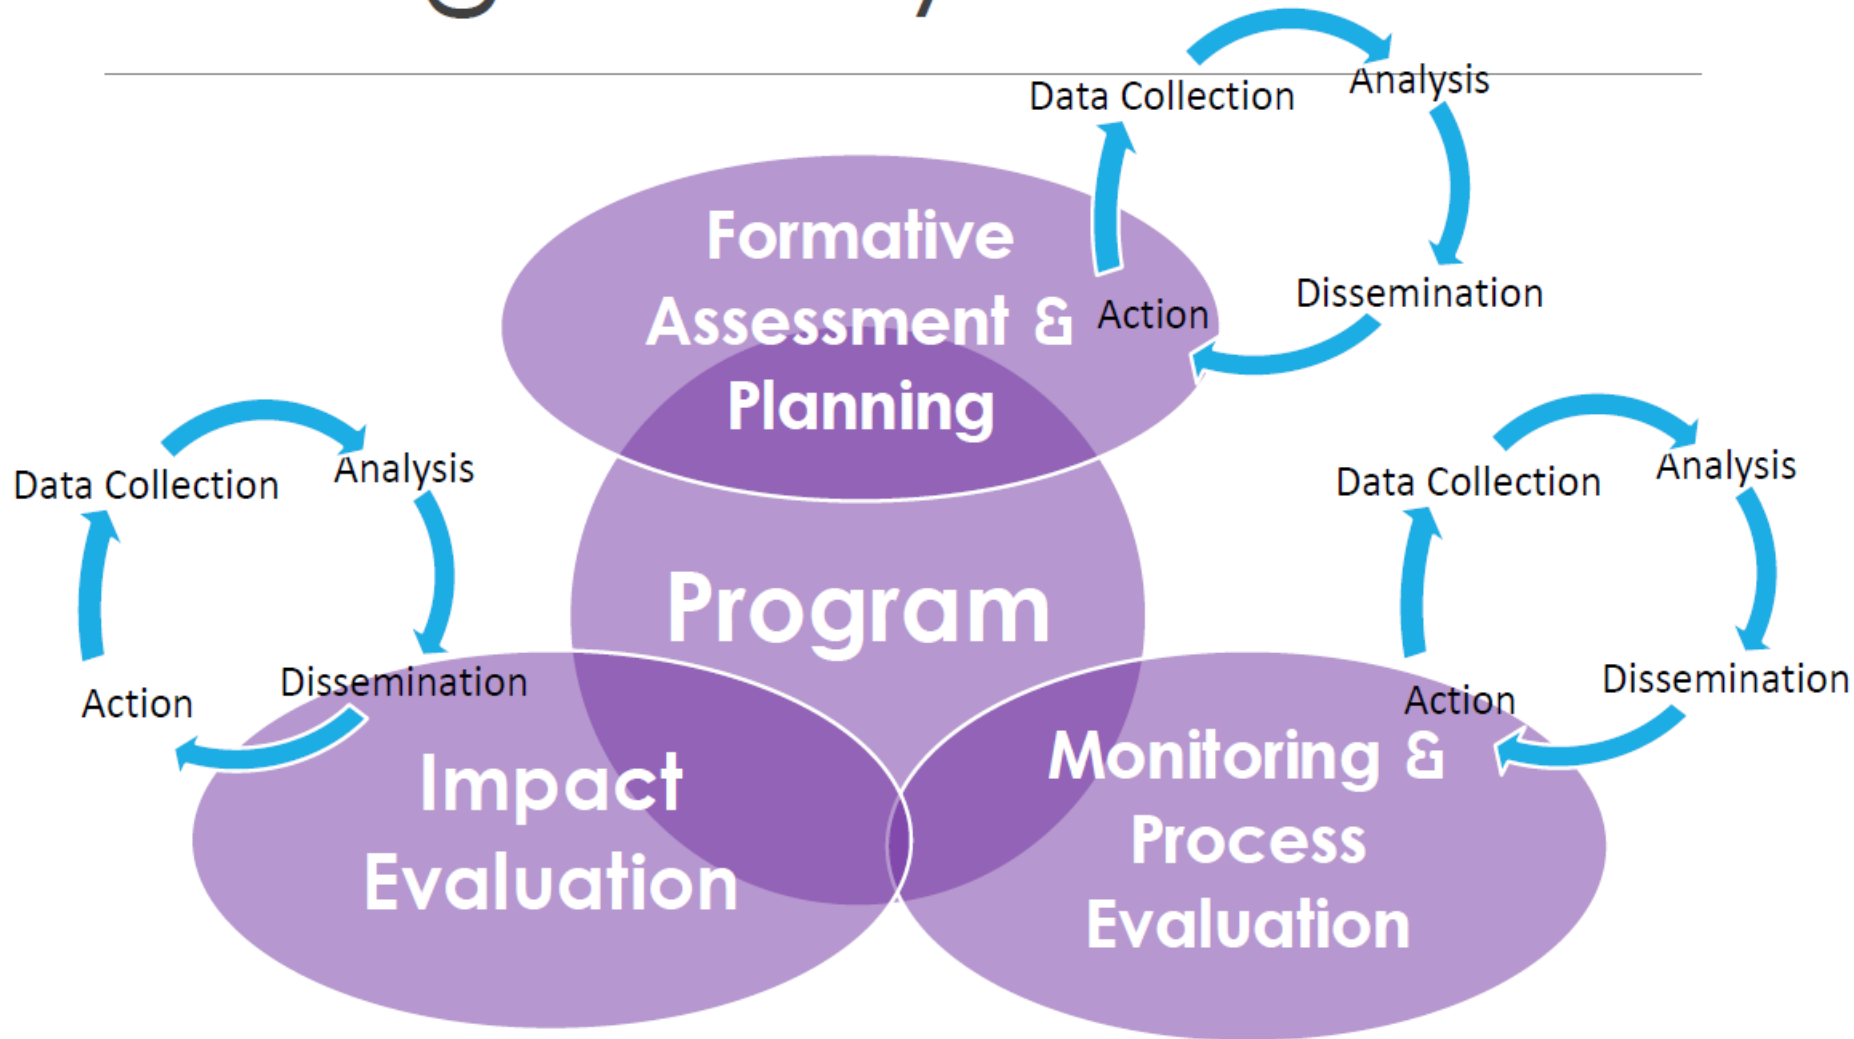 Data Collection
Analysis
Dissemination
Action
Formative
Assessment &
Planning
Data Collection
Analysis
Dissemination
Action
Program
Data Collection
Analysis
Dissemination
Action
Impact
Evaluation
Monitoring &
Process
Evaluation